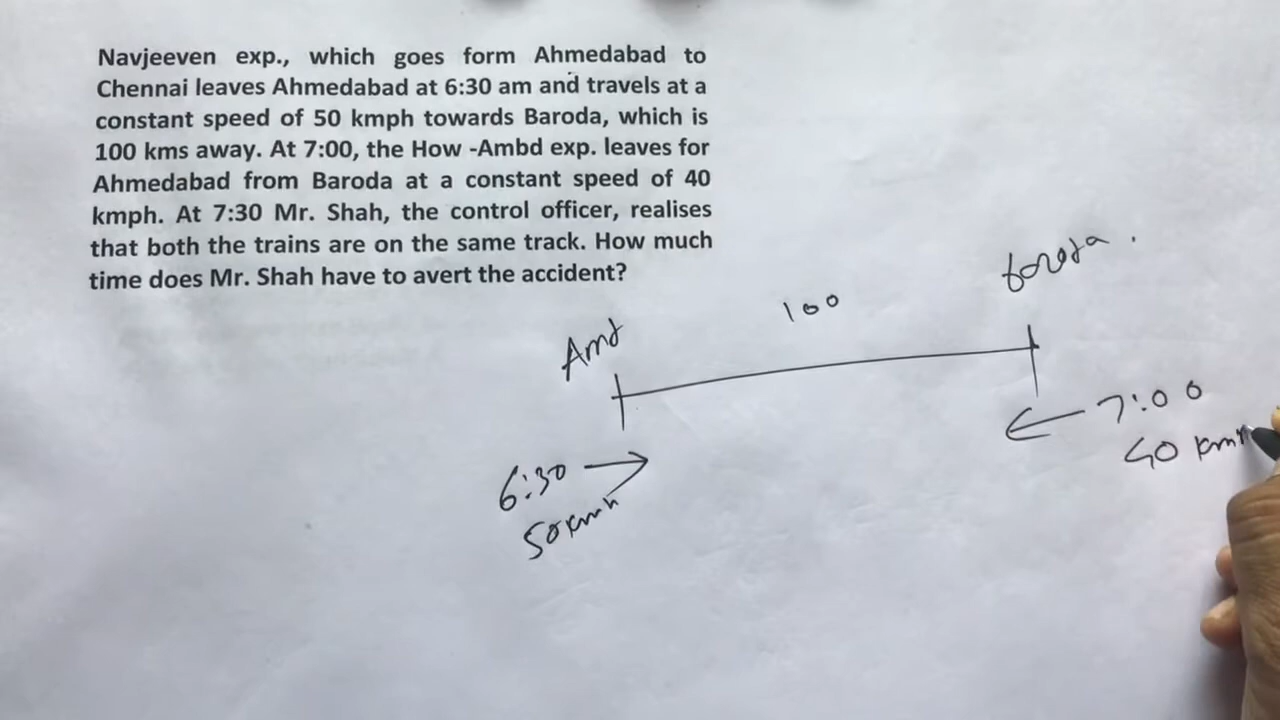 Navjeeven exp., which goes form Ahmedabad to
Chennai leaves Ahmedabad at 6:30 am and travels at a
constant speed of 50 kmph towards Baroda, which is
100 kms away. At 7:00, the How -Ambd exp. leaves for
Ahmedabad from Baroda at a constant speed of 40
kmph. At 7:30 Mr. Shah, the control officer, realises
that both the trains are on the same track. How much
time does Mr. Shah have to avert the accident?
100
Amd
7:00
40 kmh
6:30
50 kmh